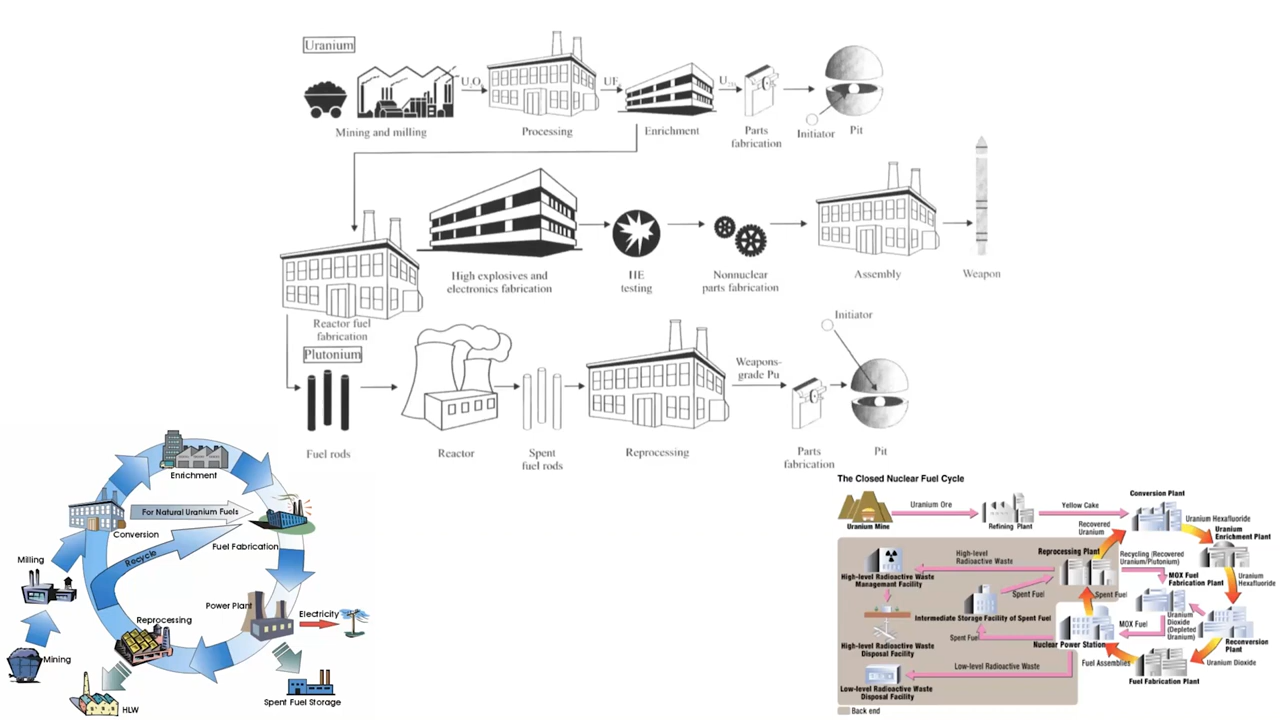 Uranium
U₃O₈
UF₆
U₂₃₅
Mining and milling
Processing
Enrichment
Parts
fabrication
Initiator
Pit
High explosives and
electronics fabrication
HE
testing
Nonnuclear
parts fabrication
Assembly
Weapon
Reactor fuel
fabrication
Plutonium
Initiator
Weapons-
grade Pu
Fuel rods
Reactor
Spent
fuel rods
Reprocessing
Parts
fabrication
Pit
Enrichment
For Natural Uranium Fuels
Conversion
Fuel Fabrication
Recycle
Milling
Power Plant
Electricity
Reprocessing
Mining
HLW
Spent Fuel Storage
The Closed Nuclear Fuel Cycle
Uranium Mine
Uranium Ore
Refining Plant
Yellow Cake
Conversion Plant
Recovered
Uranium
Uranium Hexafluoride
Uranium
Enrichment Plant
Reprocessing Plant
High-level
Radioactive Waste
Recycling (Recovered
Uranium/Plutonium)
High-level Radioactive Waste
Management Facility
MOX Fuel
Fabrication Plant
Uranium
Hexafluoride
Spent Fuel
Spent Fuel
Intermediate Storage Facility of Spent Fuel
MOX Fuel
Uranium
Dioxide
(Depleted
Uranium)
Spent Fuel
High-level Radioactive Waste
Disposal Facility
Nuclear Power Station
Reconversion
Plant
Fuel Assemblies
Uranium Dioxide
Low-level Radioactive Waste
Fuel Fabrication Plant
Low-level Radioactive Waste
Disposal Facility
Back end